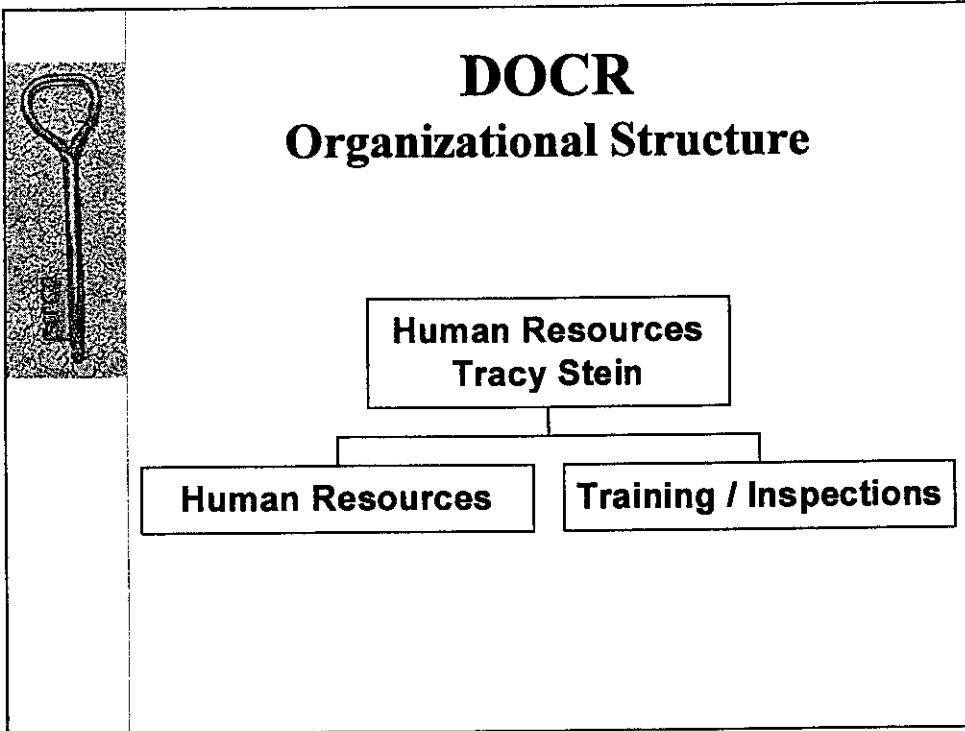 DOCR
Organizational Structure
Human Resources
Tracy Stein
Human Resources
Training / Inspections